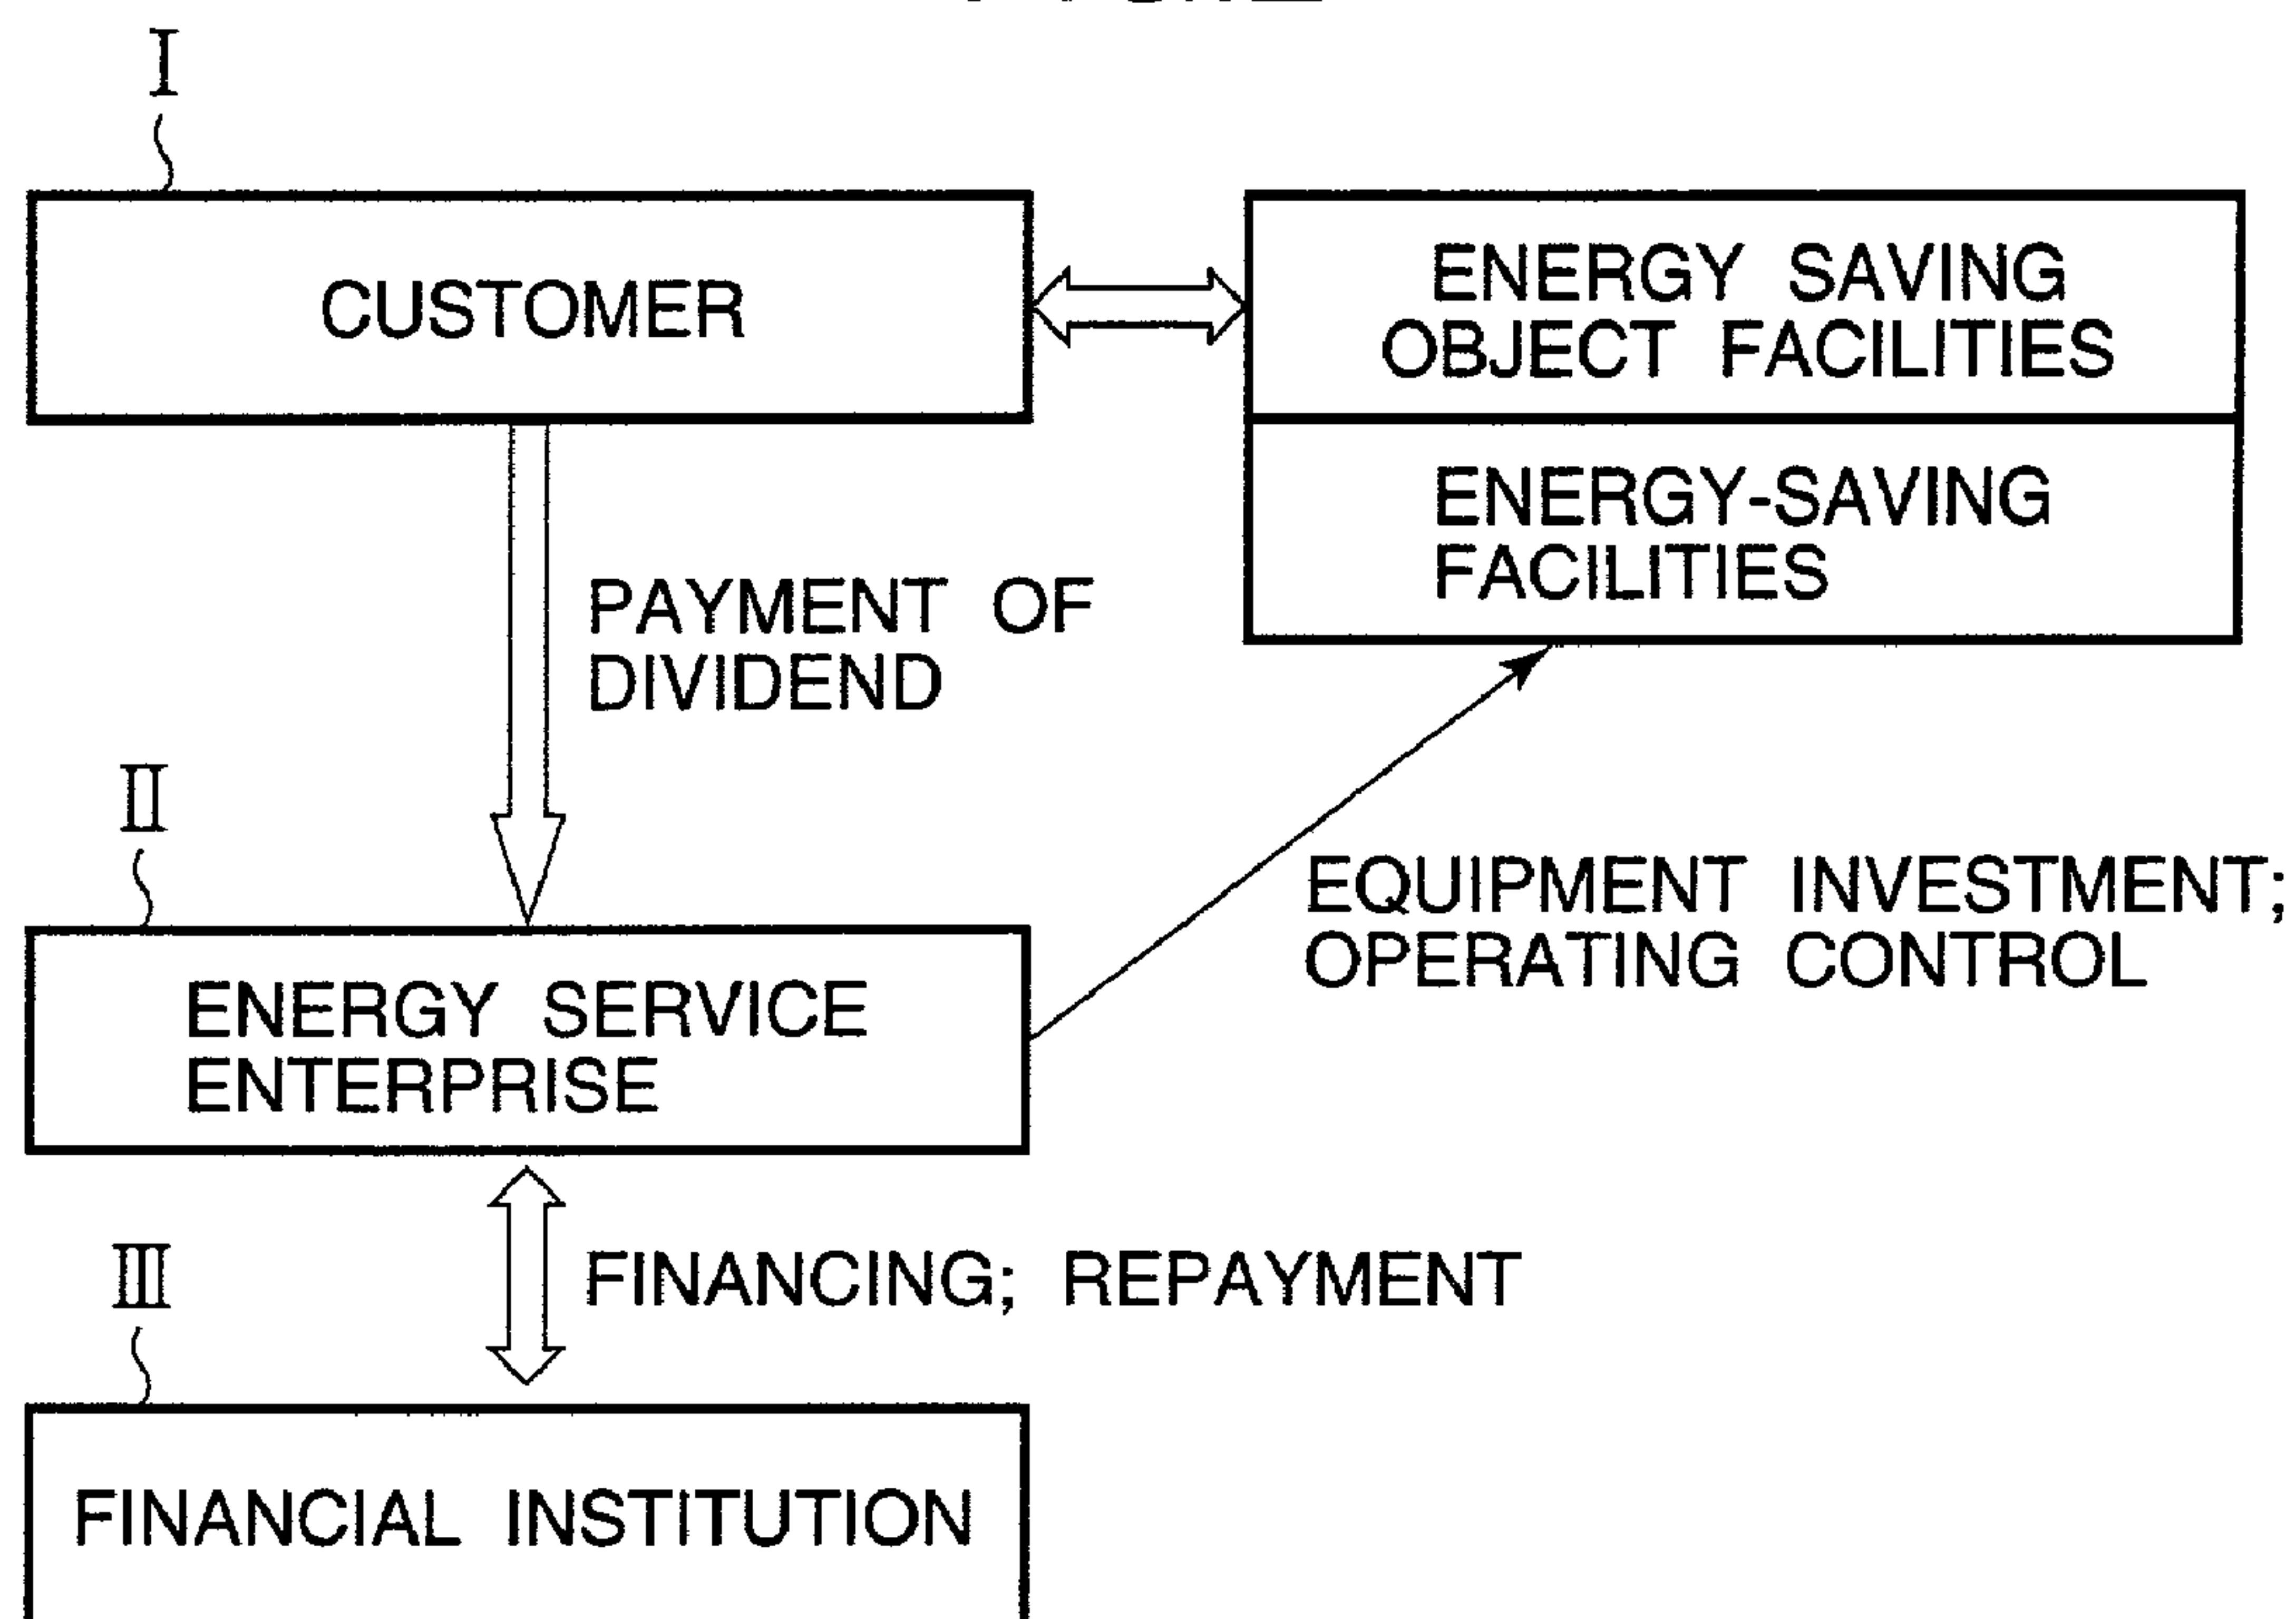 I
CUSTOMER
ENERGY SAVING
OBJECT FACILITIES
ENERGY-SAVING
FACILITIES
PAYMENT OF
DIVIDEND
II
EQUIPMENT INVESTMENT;
OPERATING CONTROL
ENERGY SERVICE
ENTERPRISE
FINANCING; REPAYMENT
III
FINANCIAL INSTITUTION